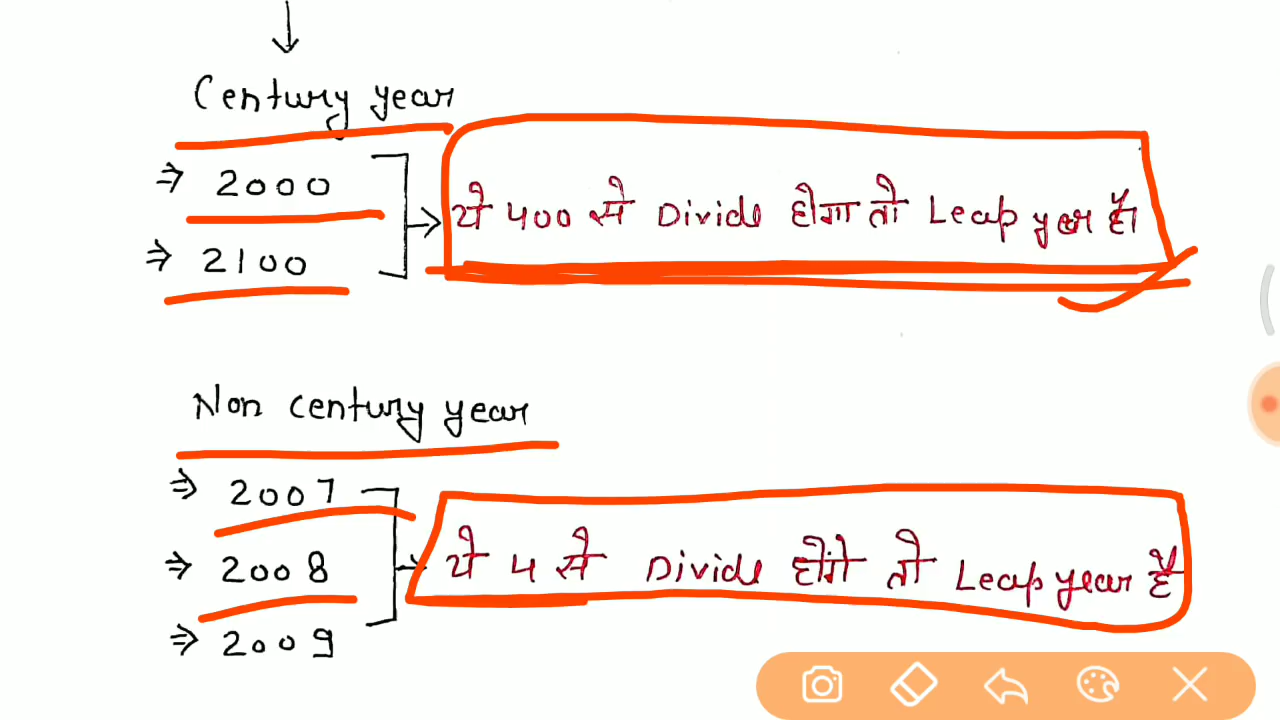 Century year
⇒ 2000
ये 400 से Divide होगा तो Leap year है।
⇒ 2100
Non century year
⇒ 2007
⇒ 2008
ये 4 से Divide होंगे तो Leap year है
⇒ 2009